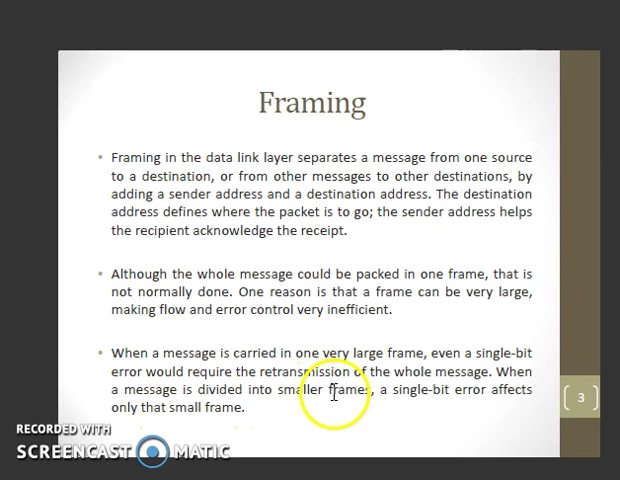 Framing
• Framing in the data link layer separates a message from one source
to a destination, or from other messages to other destinations, by
adding a sender address and a destination address. The destination
address defines where the packet is to go; the sender address helps
the recipient acknowledge the receipt.
• Although the whole message could be packed in one frame, that is
not normally done. One reason is that a frame can be very large,
making flow and error control very inefficient.
• When a message is carried in one very large frame, even a single-bit
error would require the retransmission of the whole message. When
a message is divided into smaller frames, a single-bit error affects
only that small frame.
3
RECORDED WITH
SCREENCAST MATIC